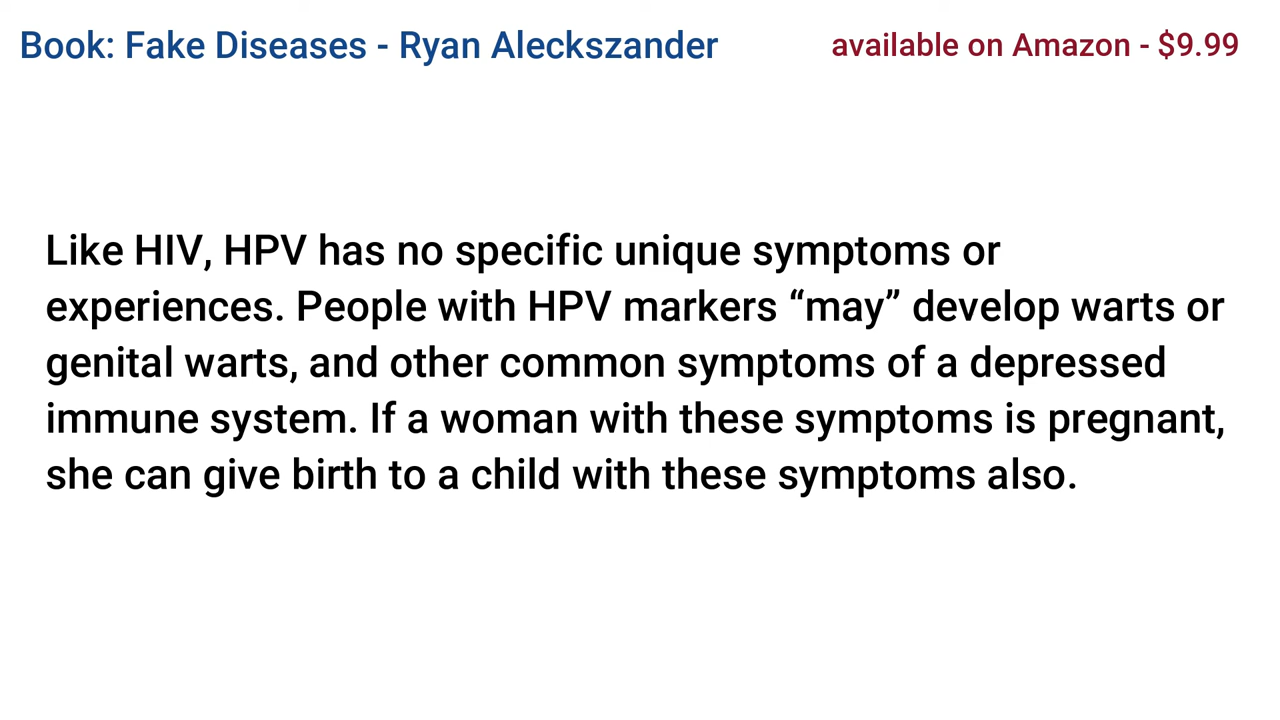 Book: Fake Diseases - Ryan Aleckszander
available on Amazon - $9.99
Like HIV, HPV has no specific unique symptoms or
experiences. People with HPV markers “may” develop warts or
genital warts, and other common symptoms of a depressed
immune system. If a woman with these symptoms is pregnant,
she can give birth to a child with these symptoms also.